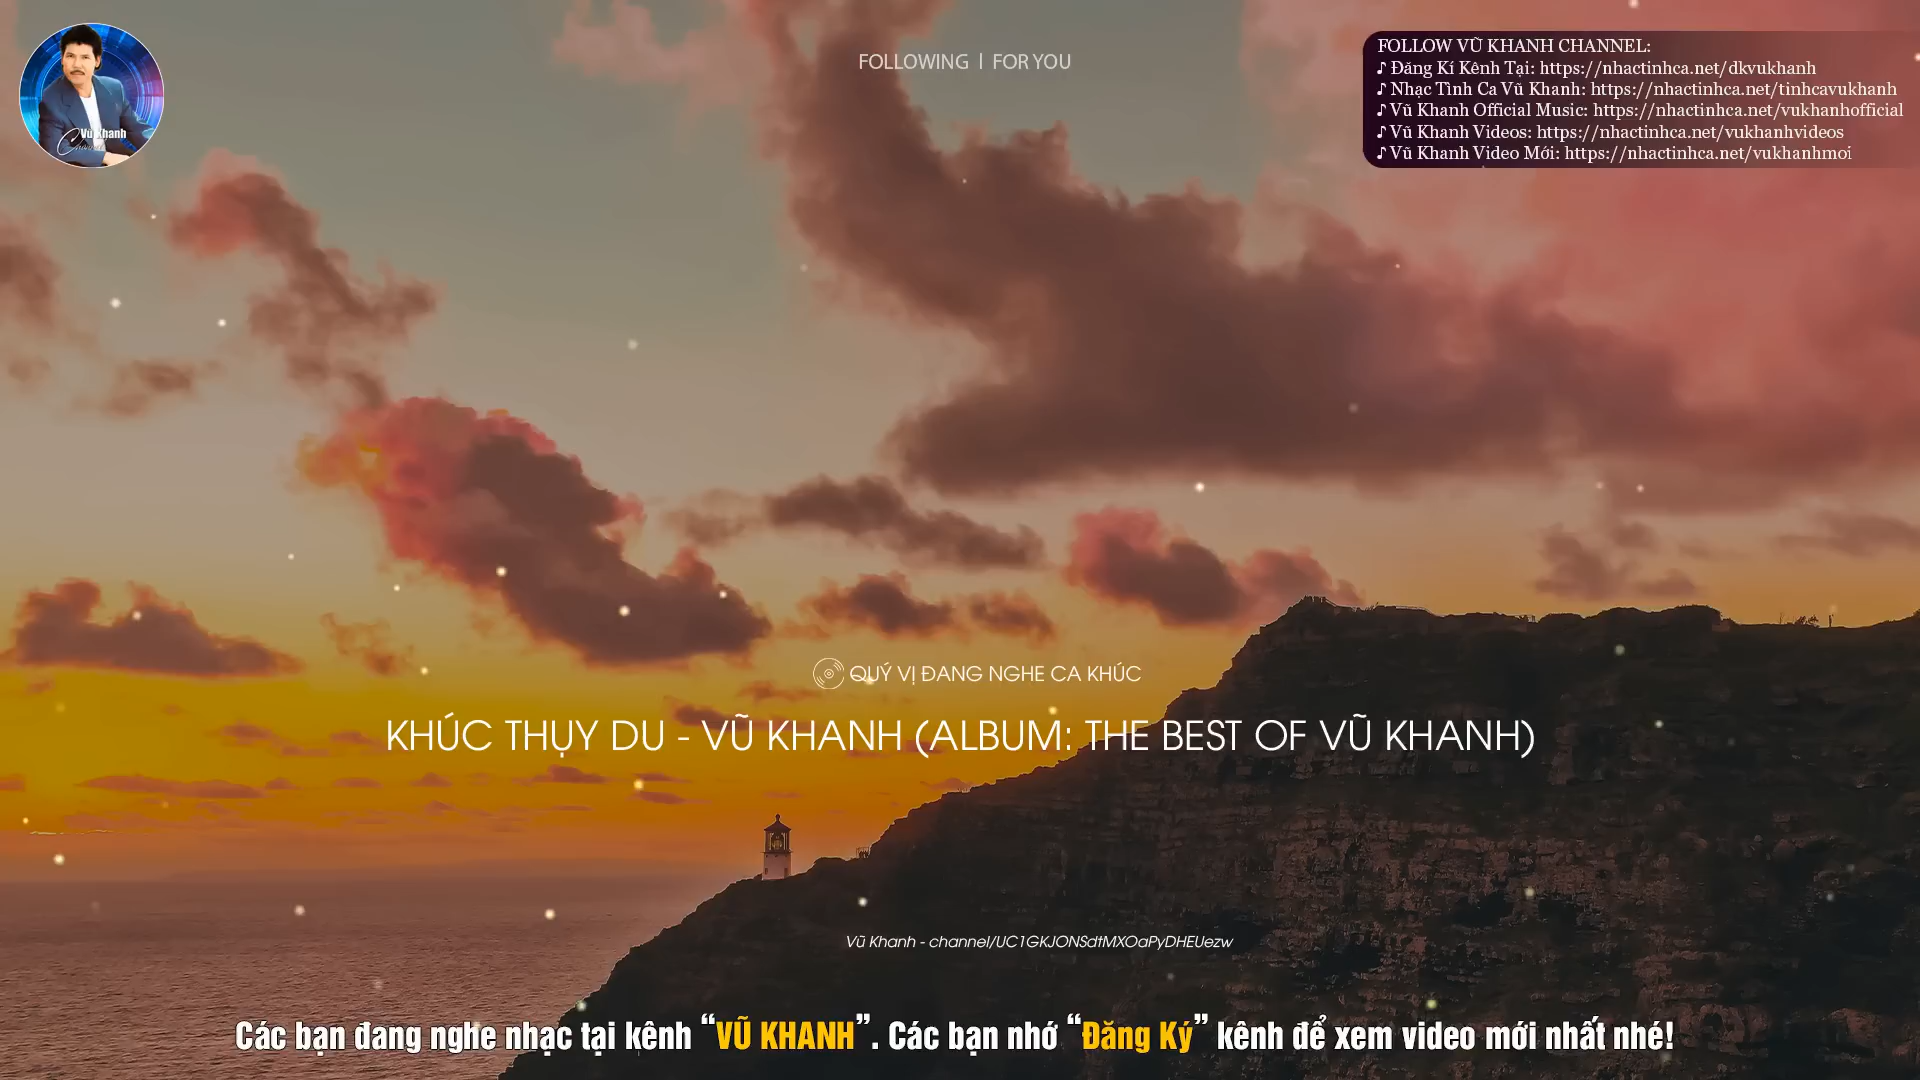 Vũ Khanh
Channel
FOLLOWING | FOR YOU
FOLLOW VŨ KHANH CHANNEL:
♪ Đăng Kí Kênh Tại: https://nhactinhca.net/dkvukhanh
♪ Nhạc Tình Ca Vũ Khanh: https://nhactinhca.net/tinhcavukhanh
♪ Vũ Khanh Official Music: https://nhactinhca.net/vukhanhofficial
♪ Vũ Khanh Videos: https://nhactinhca.net/vukhanhvideos
♪ Vũ Khanh Video Mới: https://nhactinhca.net/vukhanhmoi
QUÝ VỊ ĐANG NGHE CA KHÚC
KHÚC THỤY DU - VŨ KHANH (ALBUM: THE BEST OF VŨ KHANH)
Vũ Khanh - channel/UC1GKJONSdtMXOaPyDHEUezw
Các bạn đang nghe nhạc tại kênh “VŨ KHANH”. Các bạn nhớ “Đăng Ký” kênh để xem video mới nhất nhé!